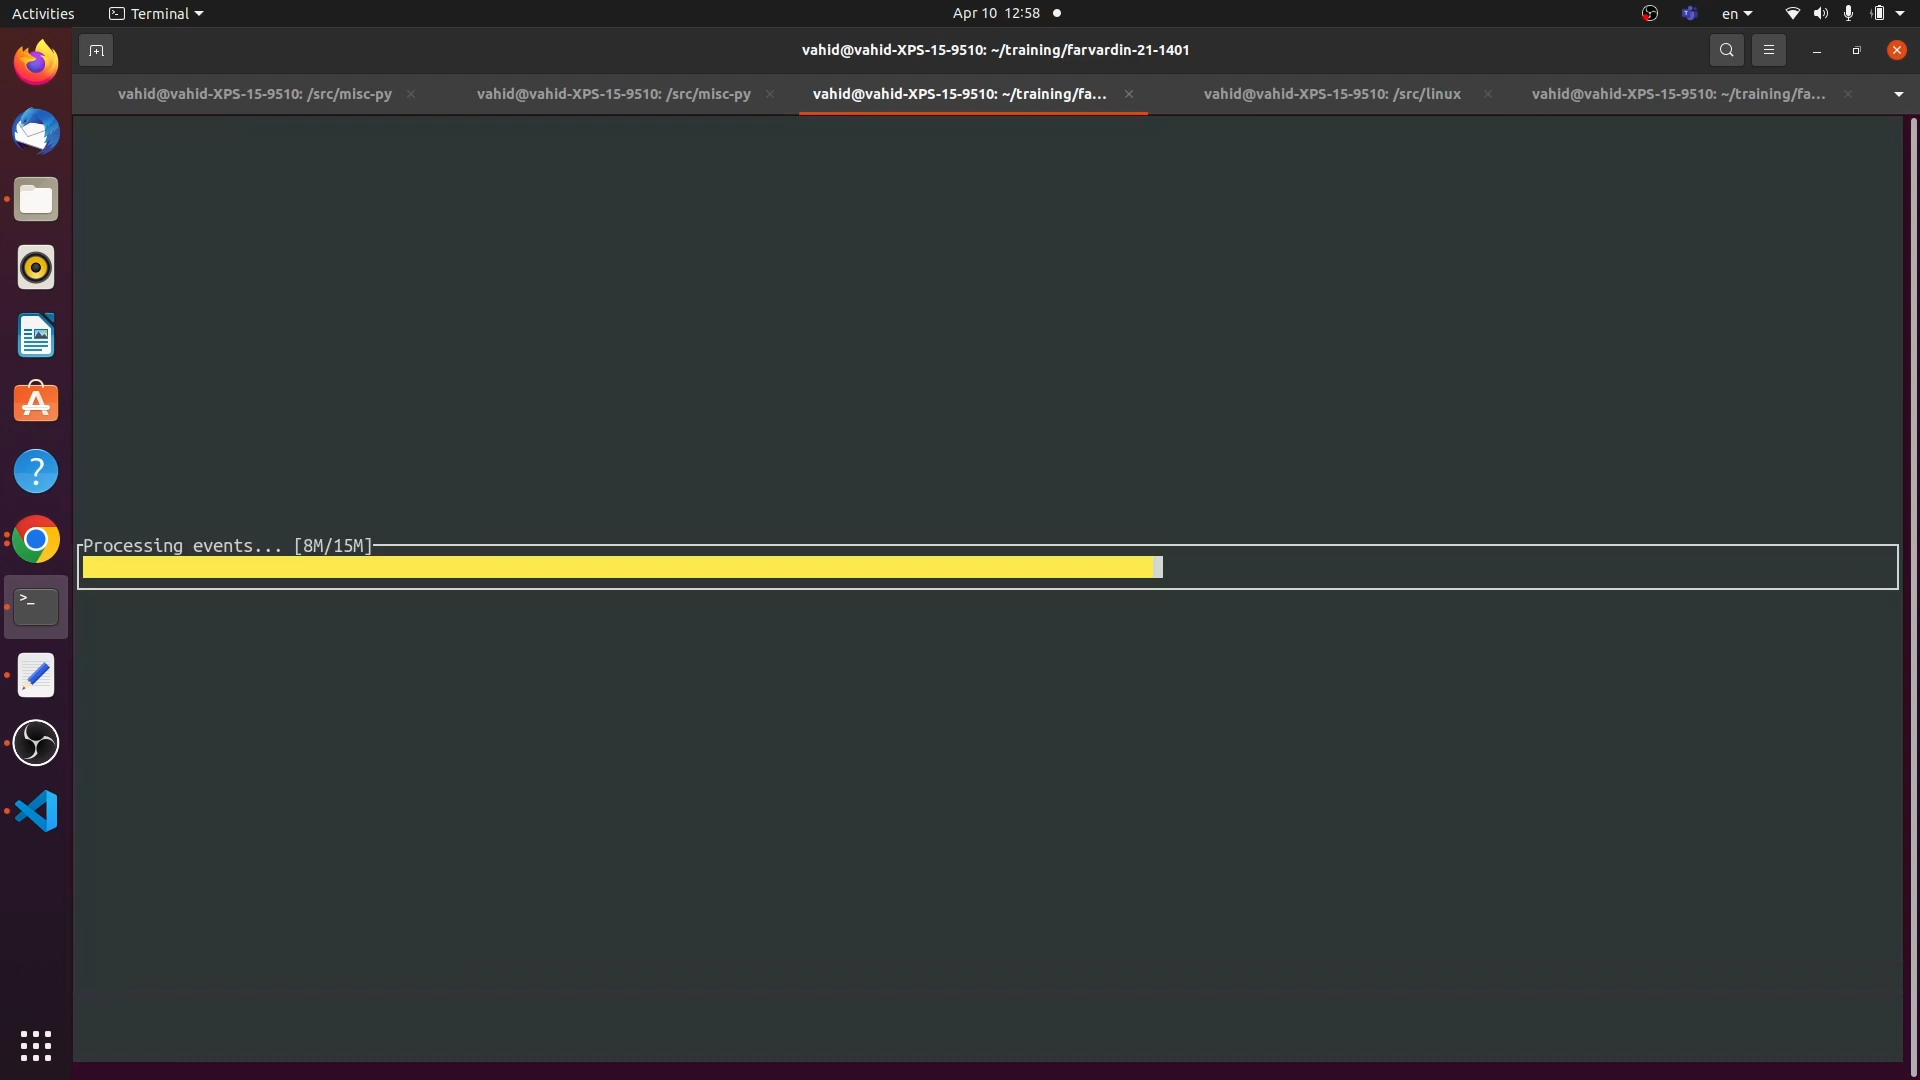 Activities Terminal Apr 10 12:58 en
vahid@vahid-XPS-15-9510: ~/training/farvardin-21-1401
vahid@vahid-XPS-15-9510: /src/misc-py vahid@vahid-XPS-15-9510: /src/misc-py vahid@vahid-XPS-15-9510: ~/training/fa... vahid@vahid-XPS-15-9510: /src/linux vahid@vahid-XPS-15-9510: ~/training/fa...
Processing events... [8M/15M]